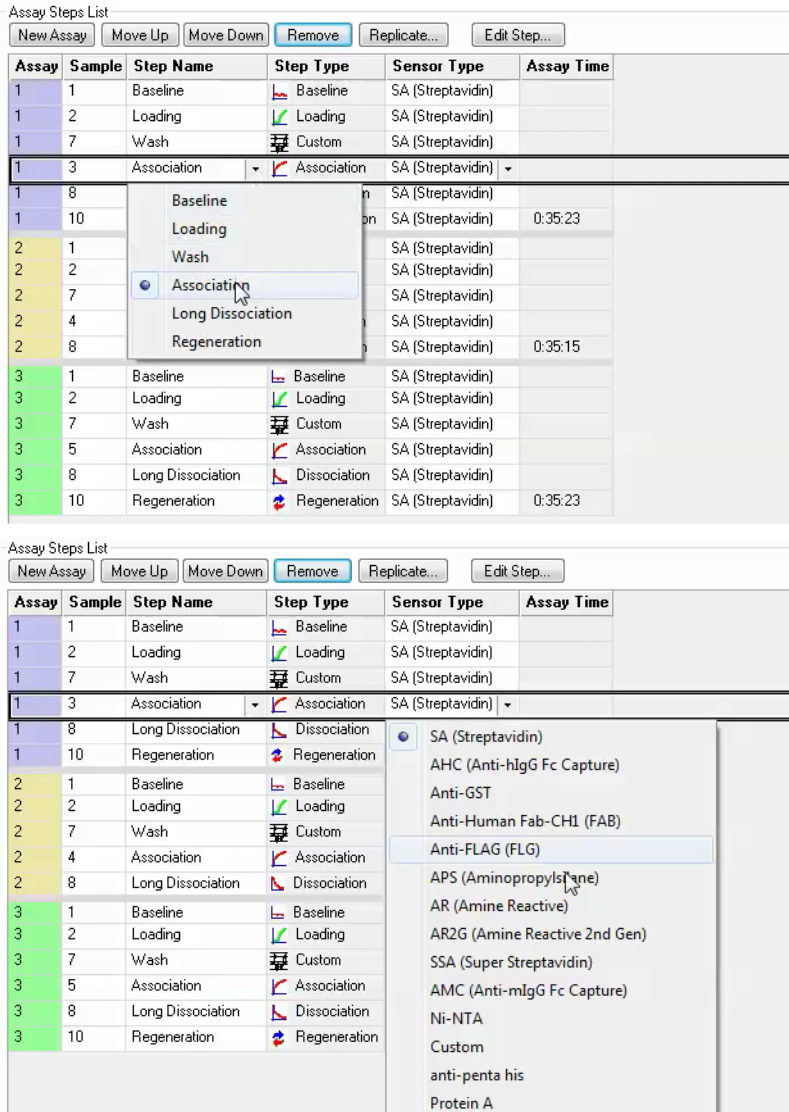 Assay Steps List
New Assay Move Up Move Down Remove Replicate... Edit Step...
Assay Sample Step Name Step Type Sensor Type Assay Time
1 1 Baseline Baseline SA (Streptavidin)
1 2 Loading Loading SA (Streptavidin)
1 7 Wash Custom SA (Streptavidin)
1 3 Association Association SA (Streptavidin)
1 8 SA (Streptavidin)
1 10 SA (Streptavidin) 0:35:23
2 1 SA (Streptavidin)
2 2 SA (Streptavidin)
2 7 SA (Streptavidin)
2 4 SA (Streptavidin)
2 8 SA (Streptavidin) 0:35:15
Baseline
Loading
Wash
Association
Long Dissociation
Regeneration
3 1 Baseline Baseline SA (Streptavidin)
3 2 Loading Loading SA (Streptavidin)
3 7 Wash Custom SA (Streptavidin)
3 5 Association Association SA (Streptavidin)
3 8 Long Dissociation Dissociation SA (Streptavidin)
3 10 Regeneration Regeneration SA (Streptavidin) 0:35:23
Assay Steps List
New Assay Move Up Move Down Remove Replicate... Edit Step...
Assay Sample Step Name Step Type Sensor Type Assay Time
1 1 Baseline Baseline SA (Streptavidin)
1 2 Loading Loading SA (Streptavidin)
1 7 Wash Custom SA (Streptavidin)
1 3 Association Association SA (Streptavidin)
1 8 Long Dissociation Dissociation
1 10 Regeneration Regeneration
2 1 Baseline Baseline
2 2 Loading Loading
2 7 Wash Custom
2 4 Association Association
2 8 Long Dissociation Dissociation
3 1 Baseline Baseline
3 2 Loading Loading
3 7 Wash Custom
3 5 Association Association
3 8 Long Dissociation Dissociation
3 10 Regeneration Regeneration
SA (Streptavidin)
AHC (Anti-hIgG Fc Capture)
Anti-GST
Anti-Human Fab-CH1 (FAB)
Anti-FLAG (FLG)
APS (Aminopropylsilane)
AR (Amine Reactive)
AR2G (Amine Reactive 2nd Gen)
SSA (Super Streptavidin)
AMC (Anti-mIgG Fc Capture)
Ni-NTA
Custom
anti-penta his
Protein A